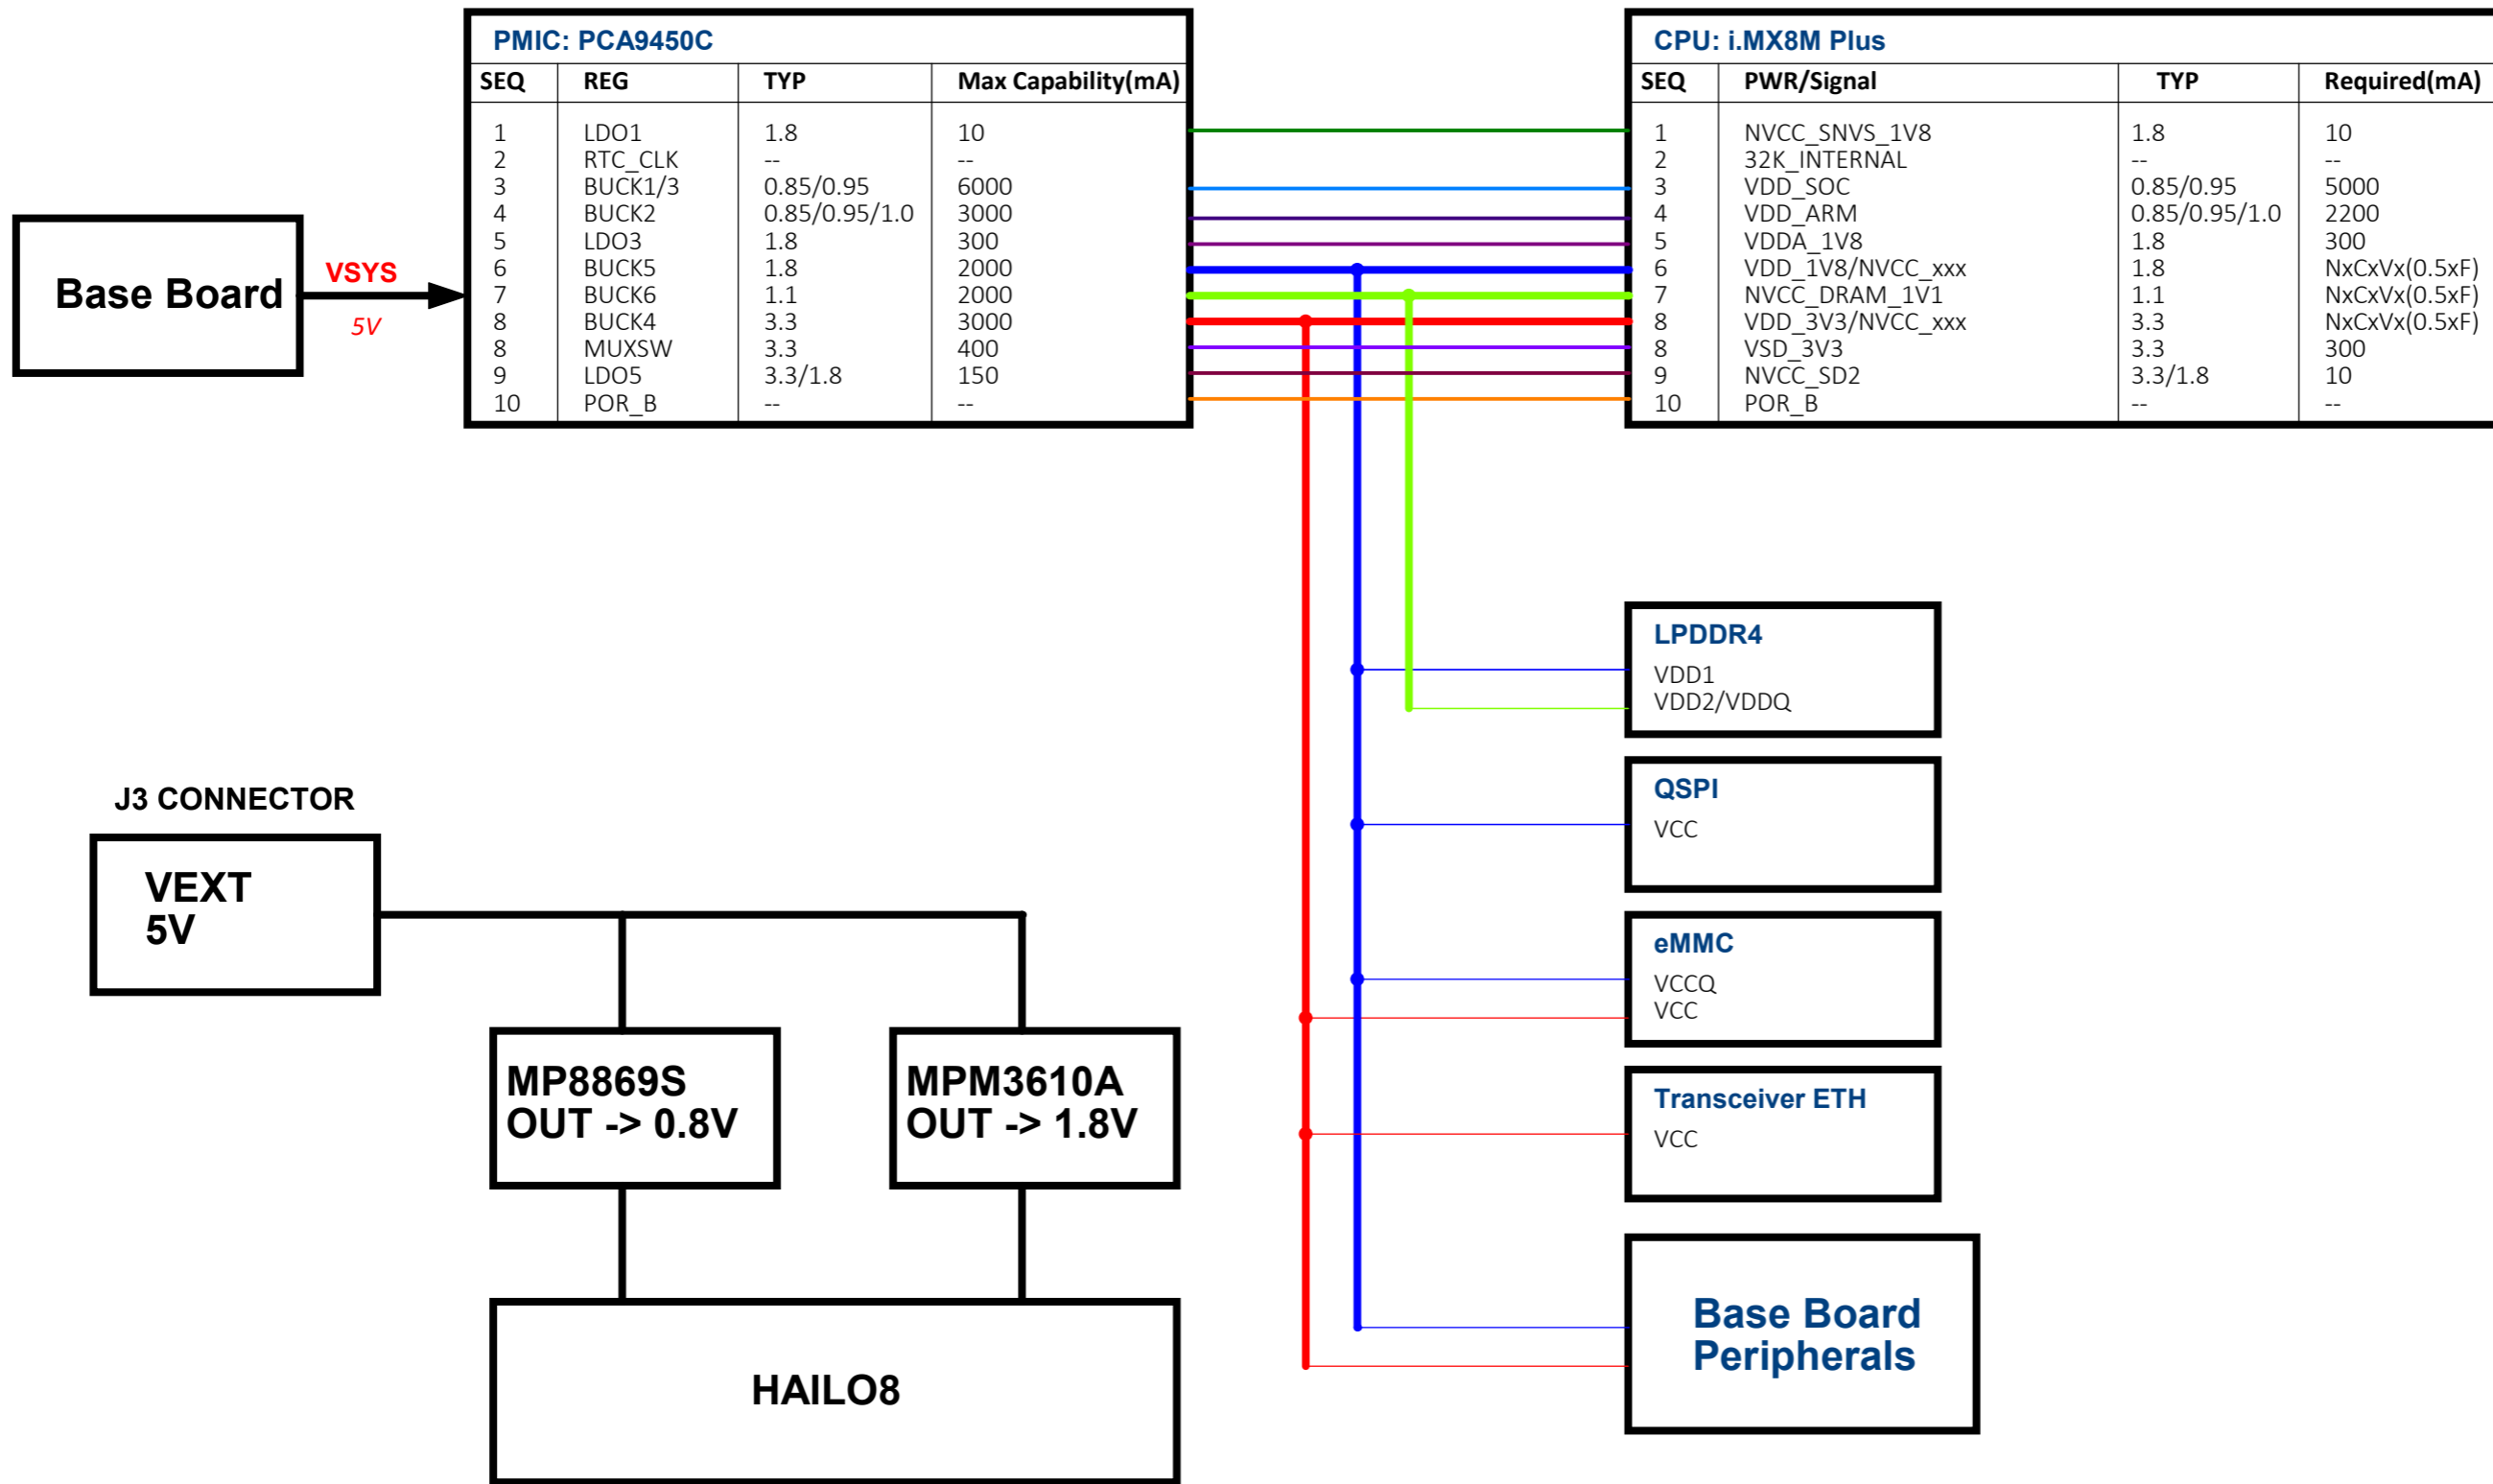 PMIC: PCA9450C
SEQ REG TYP Max Capability(mA)
1 LDO1 1.8 10
2 RTC_CLK -- --
3 BUCK1/3 0.85/0.95 6000
4 BUCK2 0.85/0.95/1.0 3000
5 LDO3 1.8 300
6 BUCK5 1.8 2000
7 BUCK6 1.1 2000
8 BUCK4 3.3 3000
8 MUXSW 3.3 400
9 LDO5 3.3/1.8 150
10 POR_B -- --
CPU: i.MX8M Plus
SEQ PWR/Signal TYP Required(mA)
1 NVCC_SNVS_1V8 1.8 10
2 32K_INTERNAL -- --
3 VDD_SOC 0.85/0.95 5000
4 VDD_ARM 0.85/0.95/1.0 2200
5 VDDA_1V8 1.8 300
6 VDD_1V8/NVCC_xxx 1.8 NxCxVx(0.5xF)
7 NVCC_DRAM_1V1 1.1 NxCxVx(0.5xF)
8 VDD_3V3/NVCC_xxx 3.3 NxCxVx(0.5xF)
8 VSD_3V3 3.3 300
9 NVCC_SD2 3.3/1.8 10
10 POR_B -- --
Base Board
VSYS
5V
LPDDR4
VDD1
VDD2/VDDQ
QSPI
VCC
eMMC
VCCQ
VCC
Transceiver ETH
VCC
Base Board
Peripherals
J3 CONNECTOR
VEXT
5V
MP8869S
OUT -> 0.8V
MPM3610A
OUT -> 1.8V
HAILO8